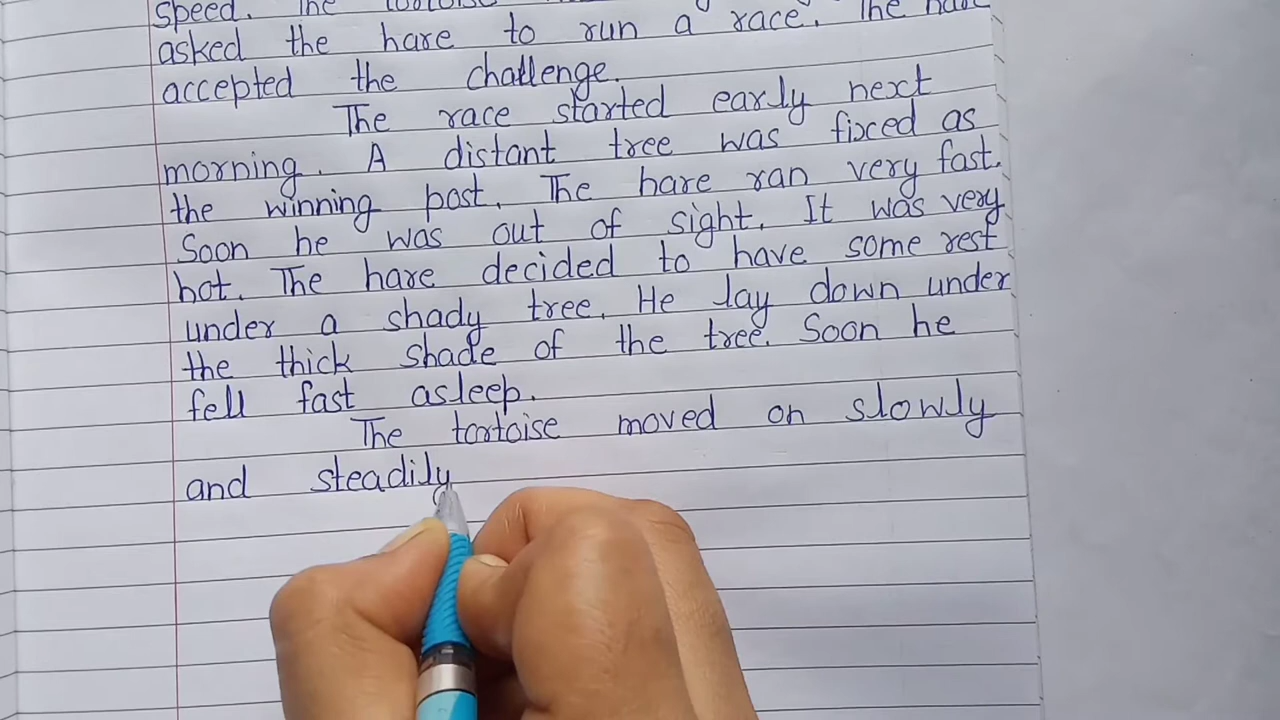 speed. The tortoise
asked the hare to run a race. The hare
accepted the challenge.
The race started early next
morning. A distant tree was fixed as
the winning post. The hare ran very fast.
Soon he was out of sight. It was very
hot. The hare decided to have some rest
under a shady tree. He lay down under
the thick shade of the tree. Soon he
fell fast asleep.
The tortoise moved on slowly
and steadily